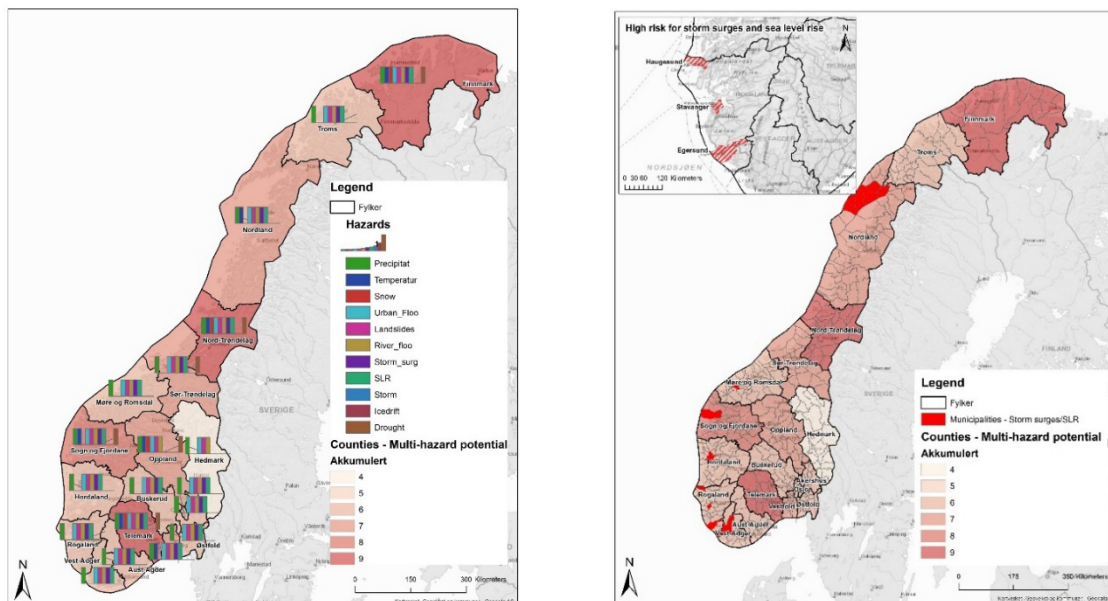 Finnmark
Troms
Nordland
Nord-Trøndelag
Sør-Trøndelag
Møre og Romsdal
Sogn og Fjordane
Oppland
Hedmark
Hordaland
Buskerud
Telemark
Rogaland
Østfold
Vest-Agder
Aust-Agder
SVERIGE
Legend
Fylker
Hazards
Precipitat
Temperatur
Snow
Urban_Floo
Landslides
River_floo
Storm_surg
SLR
Storm
Icedrift
Drought
Counties - Multi-hazard potential
Akkumulert
4
5
6
7
8
9
N
0 150 300 Kilometers
High risk for storm surges and sea level rise
N
Haugesund
Stavanger
Egersund
NORDSJØEN
0 30 60 120 Kilometers
Finnmark
Troms
Nordland
Nord-Trøndelag
Sør-Trøndelag
Møre og Romsdal
Sogn og Fjordane
Oppland
Hedmark
Hordaland
Buskerud
Akershus
Oslo
Rogaland
Telemark
Vestfold
Østfold
Aust-Agder
Vest-Agder
SVERIGE
FINLAND
Legend
Fylker
Municipalities - Storm surges/SLR
Counties - Multi-hazard potential
Akkumulert
4
5
6
7
8
9
N
0 175 350 Kilometers